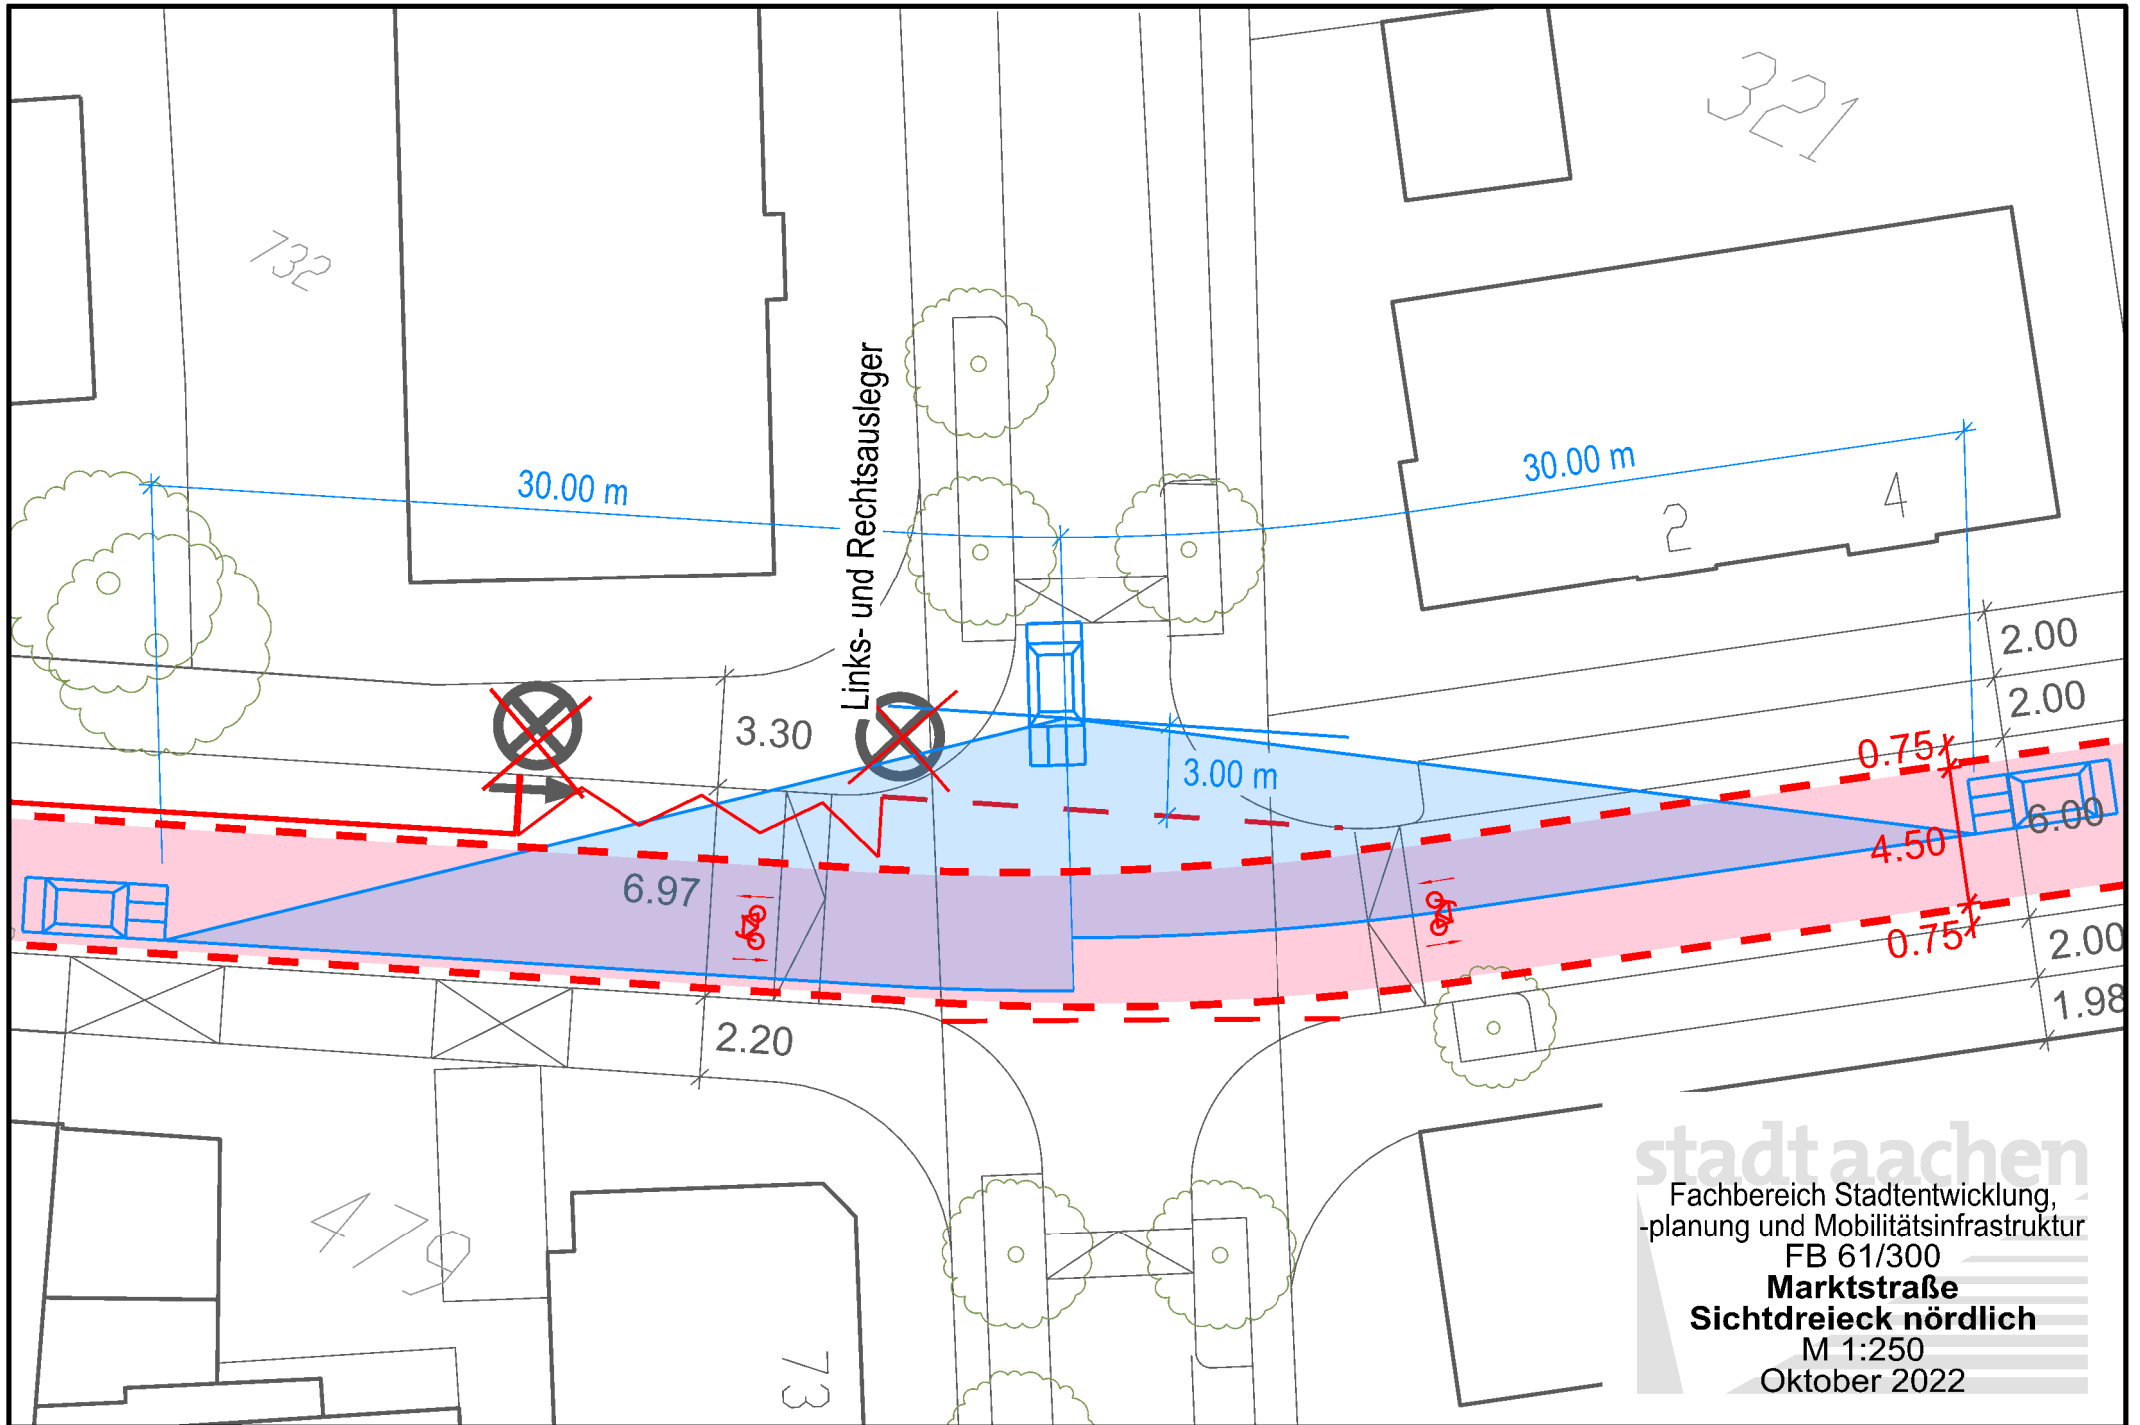 321
732
Links- und Rechtsausleger
30.00 m
30.00 m
2
4
2.00
2.00
3.30
0.75
3.00 m
6.00
4.50
6.97
0.75
2.00
1.98
2.20
479
73
stadt aachen
Fachbereich Stadtentwicklung,
-planung und Mobilitätsinfrastruktur
FB 61/300
Marktstraße
Sichtdreieck nördlich
M 1:250
Oktober 2022